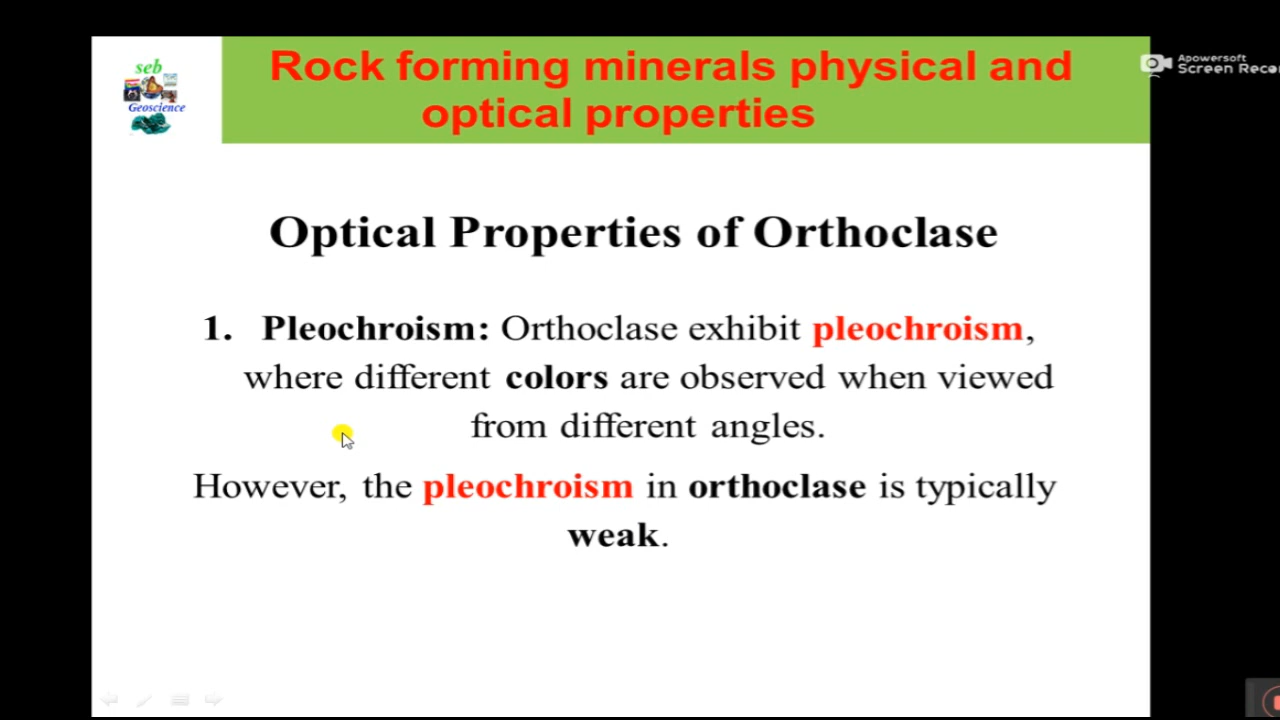 seb
Geoscience
Rock forming minerals physical and
optical properties
Apowersoft
Screen Reco
Optical Properties of Orthoclase
1. Pleochroism: Orthoclase exhibit pleochroism,
where different colors are observed when viewed
from different angles.
However, the pleochroism in orthoclase is typically
weak.